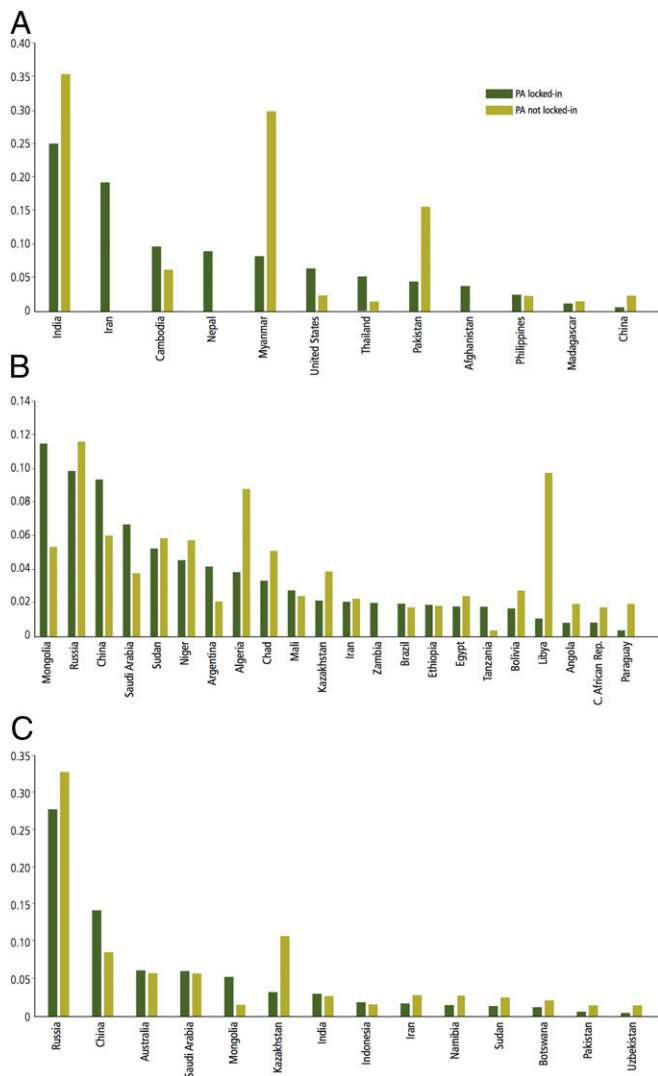 A
0.40
0.35
0.30
0.25
0.20
0.15
0.10
0.05
0
PA locked-in
PA not locked-in
India
Iran
Cambodia
Nepal
Myanmar
United States
Thailand
Pakistan
Afghanistan
Philippines
Madagascar
China
B
0.14
0.12
0.10
0.08
0.06
0.04
0.02
0
Mongolia
Russia
China
Saudi Arabia
Sudan
Niger
Argentina
Algeria
Chad
Mali
Kazakhstan
Iran
Zambia
Brazil
Ethiopia
Egypt
Tanzania
Bolivia
Libya
Angola
C. African Rep.
Paraguay
C
0.35
0.30
0.25
0.20
0.15
0.10
0.05
0
Russia
China
Australia
Saudi Arabia
Mongolia
Kazakhstan
India
Indonesia
Iran
Namibia
Sudan
Botswana
Pakistan
Uzbekistan